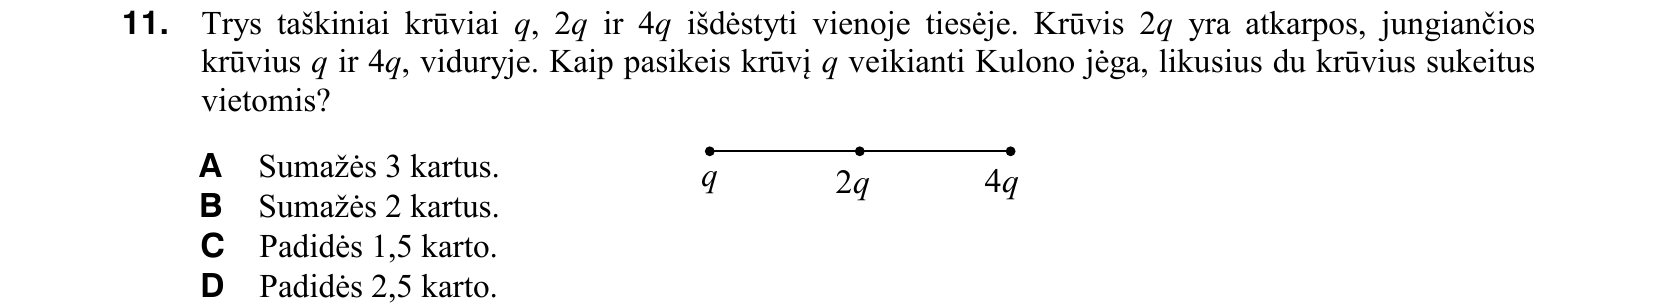 11. Trys taškiniai krūviai q, 2q ir 4q išdėstyti vienoje tiesėje. Krūvis 2q yra atkarpos, jungiančios
krūvius q ir 4q, viduryje. Kaip pasikeis krūvį q veikianti Kulono jėga, likusius du krūvius sukeitus
vietomis?
A Sumažės 3 kartus.
B Sumažės 2 kartus.
C Padidės 1,5 karto.
D Padidės 2,5 karto.
q 2q 4q